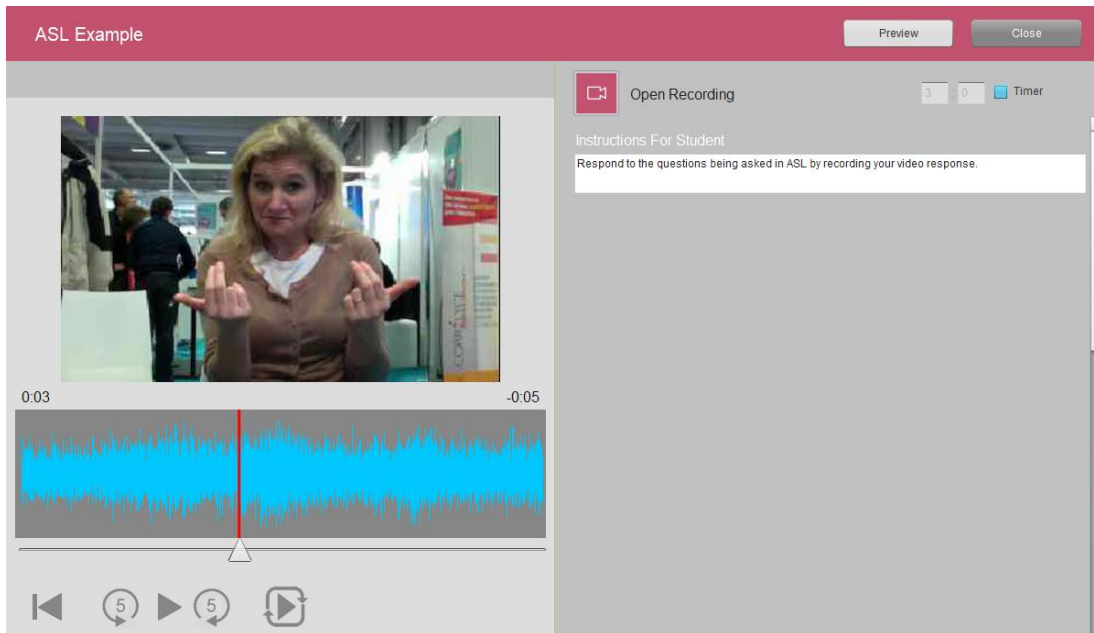 ASL Example
Preview
Close
Open Recording
3 : 0
Timer
Instructions For Student
Respond to the questions being asked in ASL by recording your video response.
0:03
-0:05
5
5